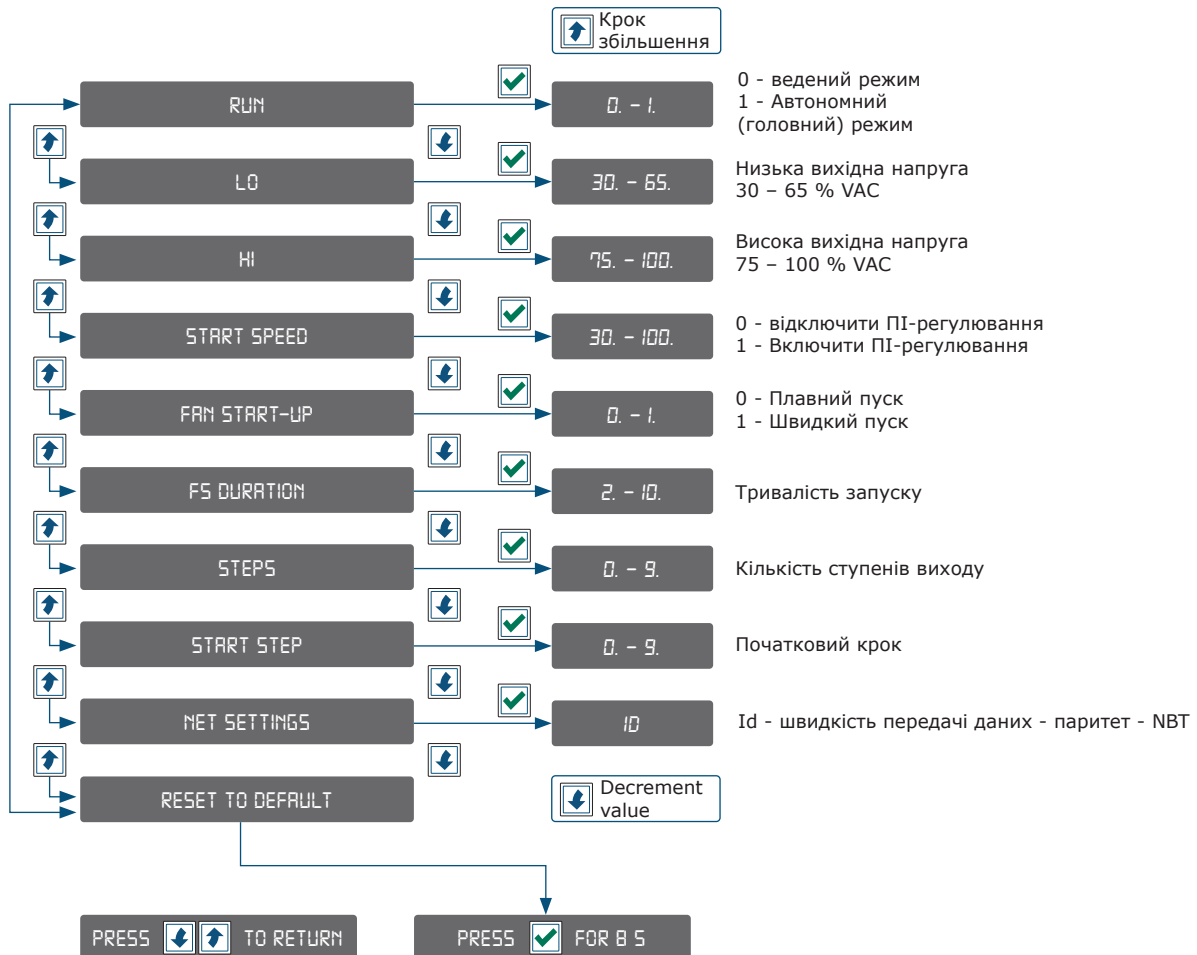 Крок
збільшення
RUN
0. – 1.
0 - ведений режим
1 - Автономний
(головний) режим
LO
30. – 65.
Низька вихідна напруга
30 – 65 % VAC
HI
75. – 100.
Висока вихідна напруга
75 – 100 % VAC
START SPEED
30. – 100.
0 - відключити ПІ-регулювання
1 - Включити ПІ-регулювання
FAN START-UP
0. – 1.
0 - Плавний пуск
1 - Швидкий пуск
FS DURATION
2. – 10.
Тривалість запуску
STEPS
0. – 9.
Кількість ступенів виходу
START STEP
0. – 9.
Початковий крок
NET SETTINGS
ID
Id - швидкість передачі даних - паритет - NBT
RESET TO DEFAULT
Decrement
value
PRESS TO RETURN
PRESS FOR 8 S